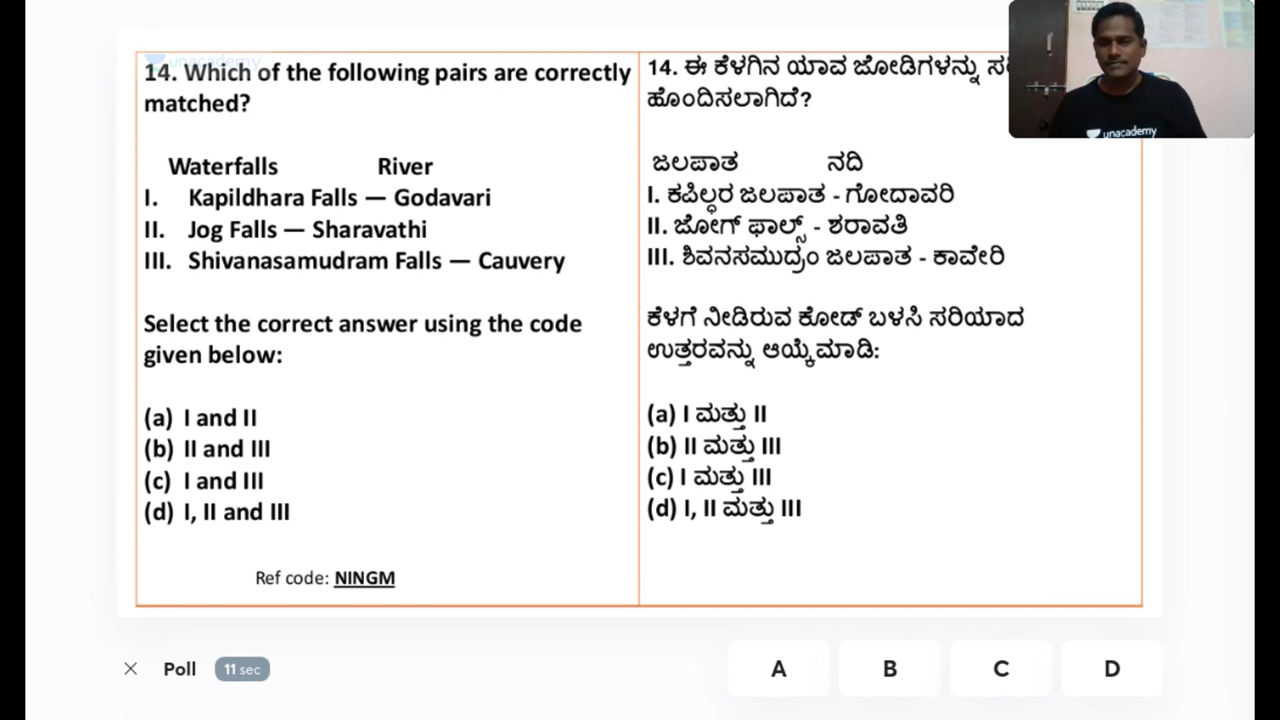 unacademy
14. Which of the following pairs are correctly
matched?
Waterfalls River
I. Kapildhara Falls — Godavari
II. Jog Falls — Sharavathi
III. Shivanasamudram Falls — Cauvery
Select the correct answer using the code
given below:
(a) I and II
(b) II and III
(c) I and III
(d) I, II and III
Ref code: NINGM
14. ಈ ಕೆಳಗಿನ ಯಾವ ಜೋಡಿಗಳನ್ನು
ಹೊಂದಿಸಲಾಗಿದೆ?
ಜಲಪಾತ ನದಿ
I. ಕಪಿಲ್ಧರ ಜಲಪಾತ - ಗೋದಾವರಿ
II. ಜೋಗ್ ಫಾಲ್ಸ್ - ಶರಾವತಿ
III. ಶಿವನಸಮುದ್ರಂ ಜಲಪಾತ - ಕಾವೇರಿ
ಕೆಳಗೆ ನೀಡಿರುವ ಕೋಡ್ ಬಳಸಿ ಸರಿಯಾದ
ಉತ್ತರವನ್ನು ಆಯ್ಕೆಮಾಡಿ:
(a) I ಮತ್ತು II
(b) II ಮತ್ತು III
(c) I ಮತ್ತು III
(d) I, II ಮತ್ತು III
unacademy
Poll 11 sec
A B C D